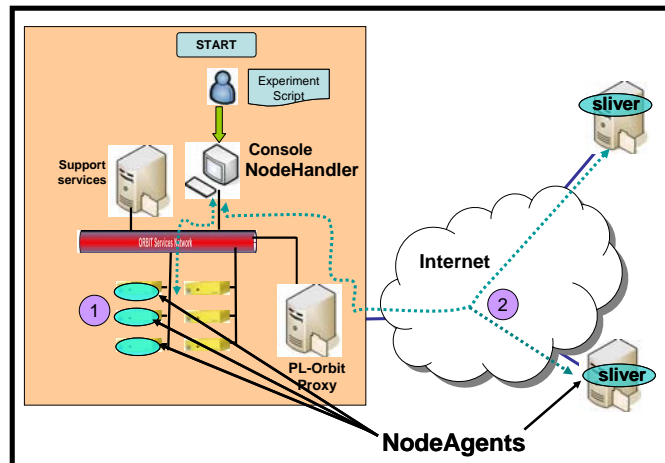 START
Experiment
Script
Console
NodeHandler
Support
services
ORBIT Services Network
sliver
Internet
1
2
PL-Orbit
Proxy
sliver
NodeAgents